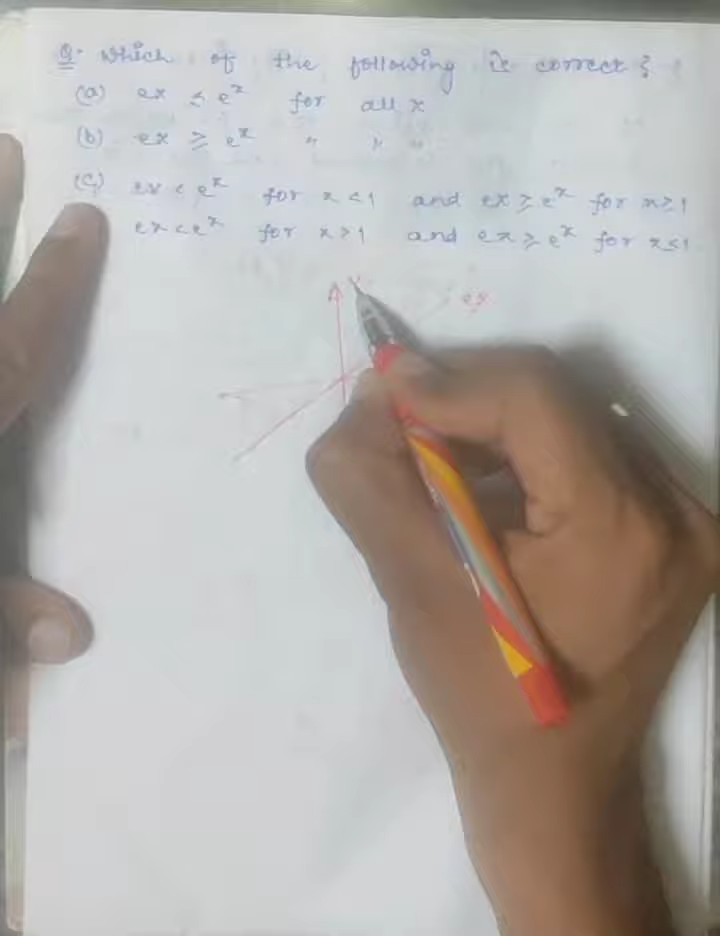 Q. Which of the following is correct ?
(a) ex ≤ e^x for all x
(b) ex ≥ e^x " " "
(C) ex < e^x for x < 1 and ex ≥ e^x for x ≥ 1
ex < e^x for x > 1 and ex ≥ e^x for x ≤ 1
ex